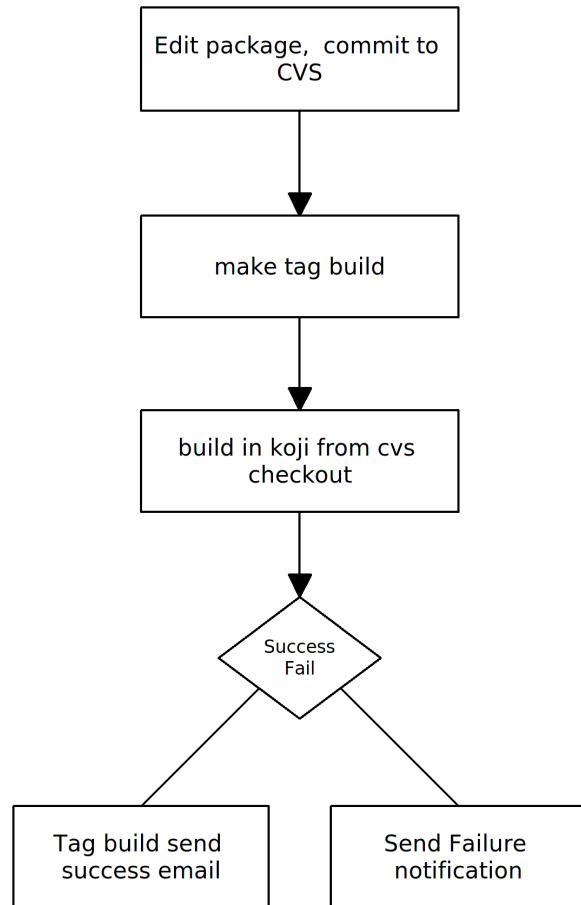 Edit package,  commit to
CVS
make tag build
build in koji from cvs
checkout
Success
Fail
Tag build send
success email
Send Failure
notification